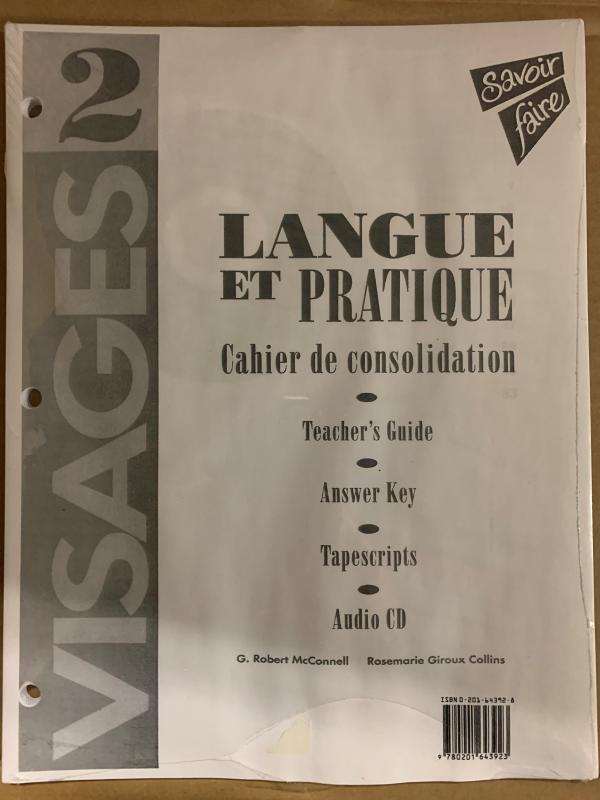 VISAGES 2
Savoir
faire
LANGUE
ET PRATIQUE
Cahier de consolidation
Teacher's Guide
Answer Key
Tapescripts
Audio CD
G. Robert McConnell Rosemarie Giroux Collins
ISBN 0-201-64392-8
9 780201 643923